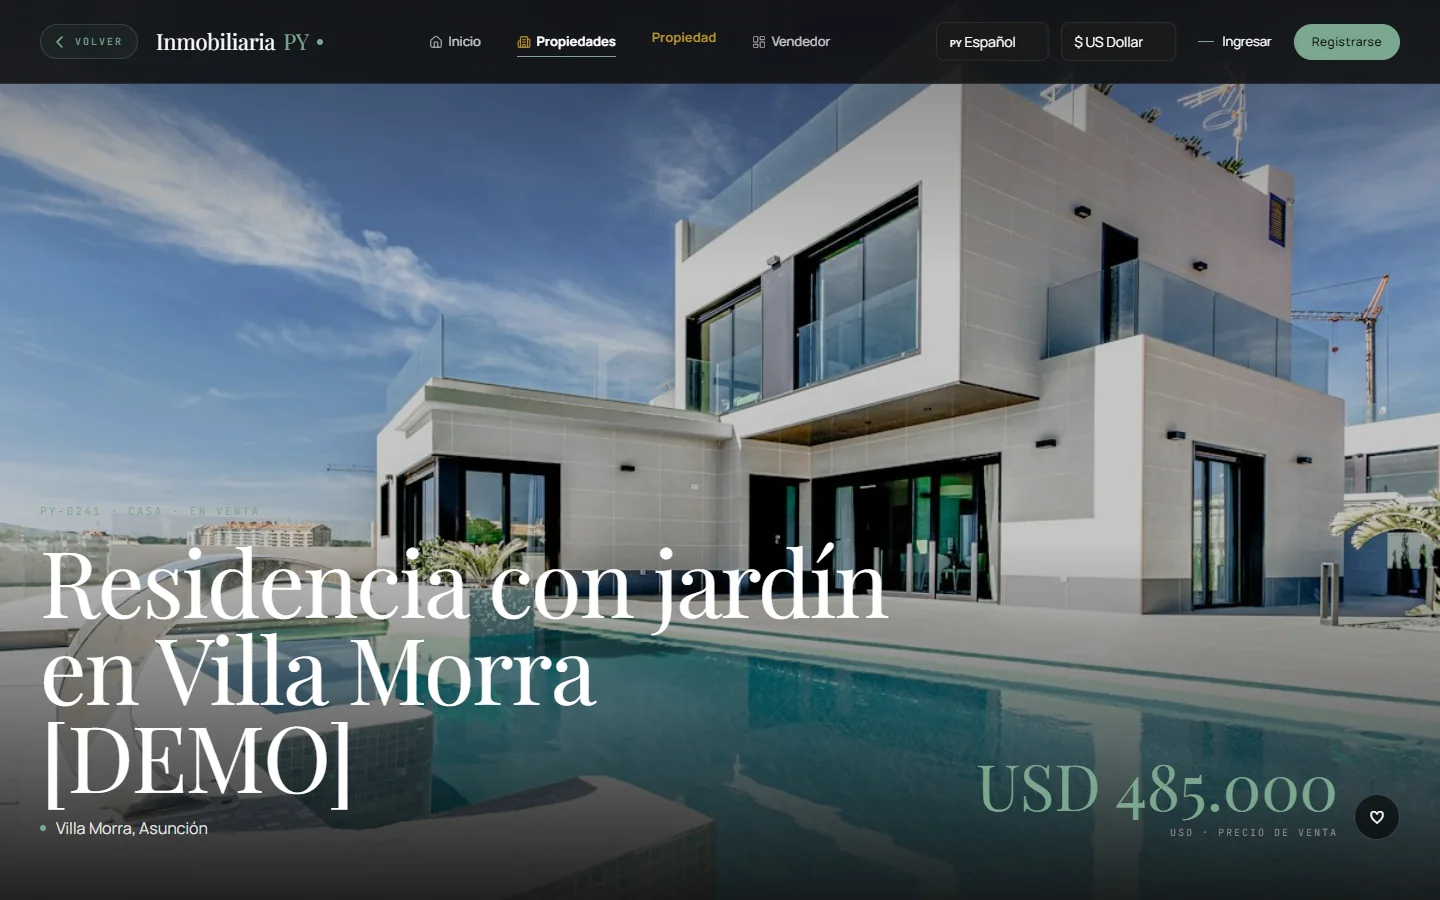 VOLVER
Inmobiliaria PY
Inicio
Propiedades
Propiedad
Vendedor
PY Español
$ US Dollar
Ingresar
Registrarse
PY-0241 · CASA · EN VENTA
Residencia con jardín
en Villa Morra
[DEMO]
Villa Morra, Asunción
USD 485.000
USD · PRECIO DE VENTA